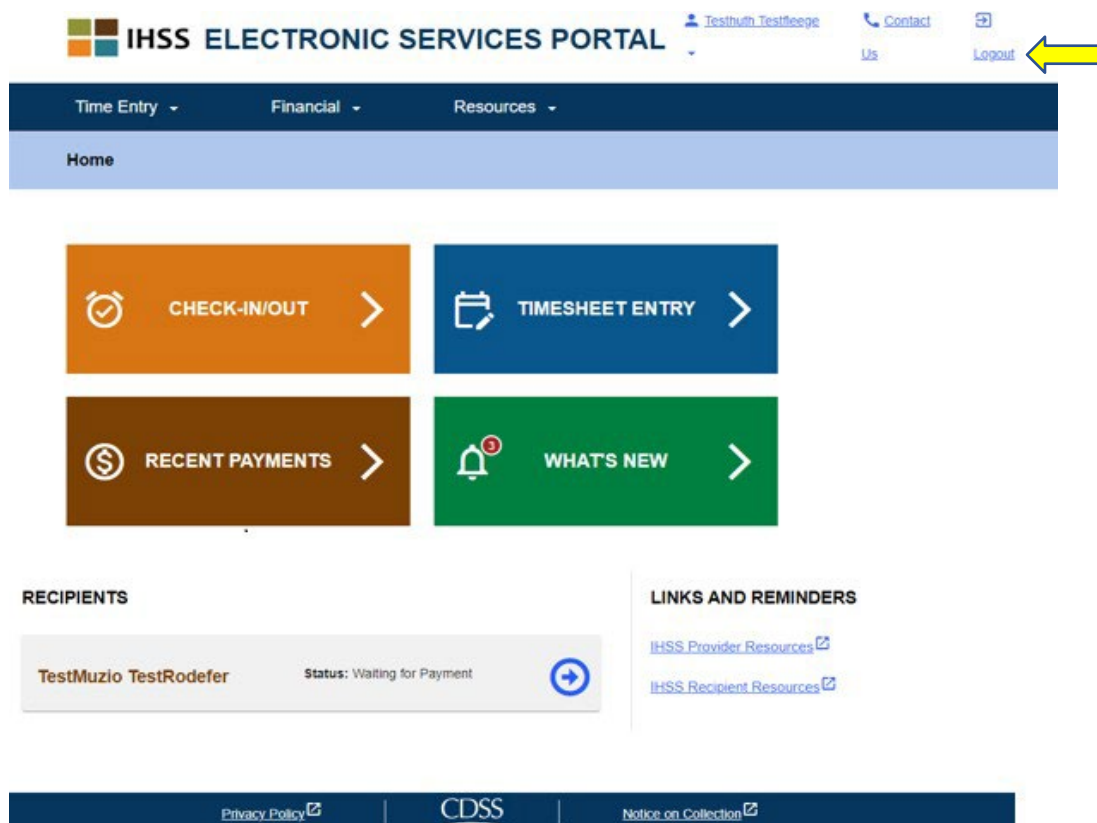 IHSS ELECTRONIC SERVICES PORTAL
Testhuth Testfleege
Contact Us
Logout
Time Entry
Financial
Resources
Home
CHECK-IN/OUT
TIMESHEET ENTRY
RECENT PAYMENTS
3
WHAT'S NEW
RECIPIENTS
TestMuzio TestRodefer
Status: Waiting for Payment
LINKS AND REMINDERS
IHSS Provider Resources
IHSS Recipient Resources
Privacy Policy
CDSS
Notice on Collection